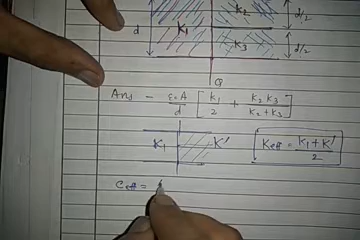 K₂ d/2
d K₁
K₃ d/2
Q
Ans - ε₀A/d [K₁/2 + K₂K₃/(K₂+K₃)]
K₁ K' Keff = K₁+K'/2
Ceff =